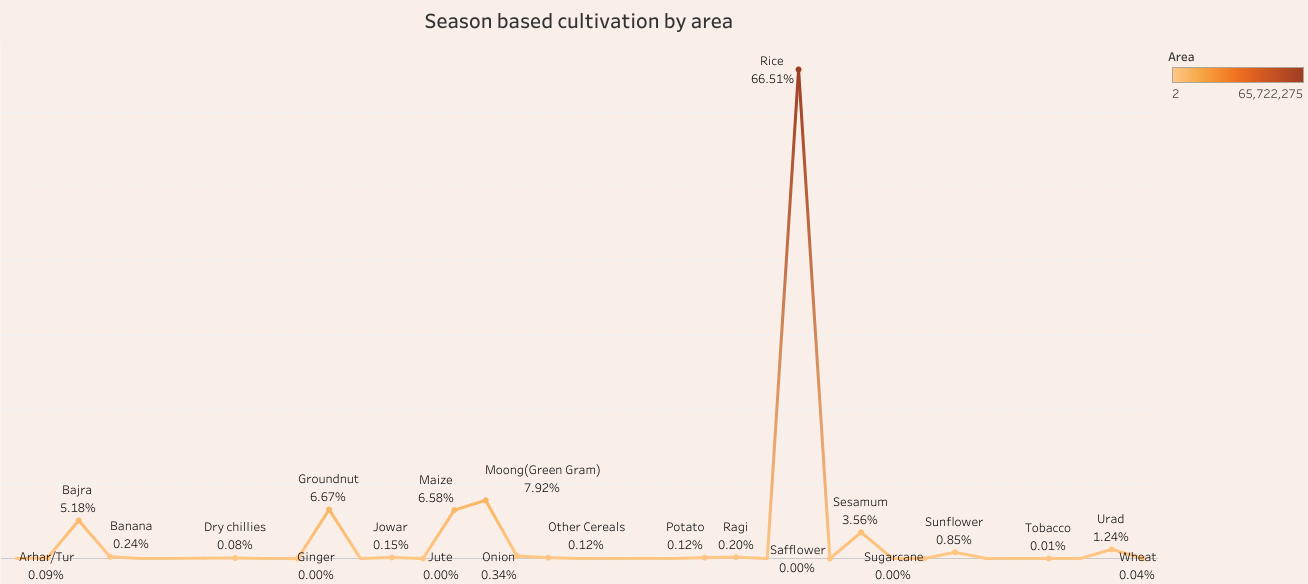 Season based cultivation by area
Area
2 65,722,275
Rice
66.51%
Moong(Green Gram)
7.92%
Groundnut
6.67%
Maize
6.58%
Bajra
5.18%
Sesamum
3.56%
Banana
0.24%
Dry chillies
0.08%
Jowar
0.15%
Other Cereals
0.12%
Potato
0.12%
Ragi
0.20%
Sunflower
0.85%
Tobacco
0.01%
Urad
1.24%
Arhar/Tur
0.09%
Ginger
0.00%
Jute
0.00%
Onion
0.34%
Safflower
0.00%
Sugarcane
0.00%
Wheat
0.04%